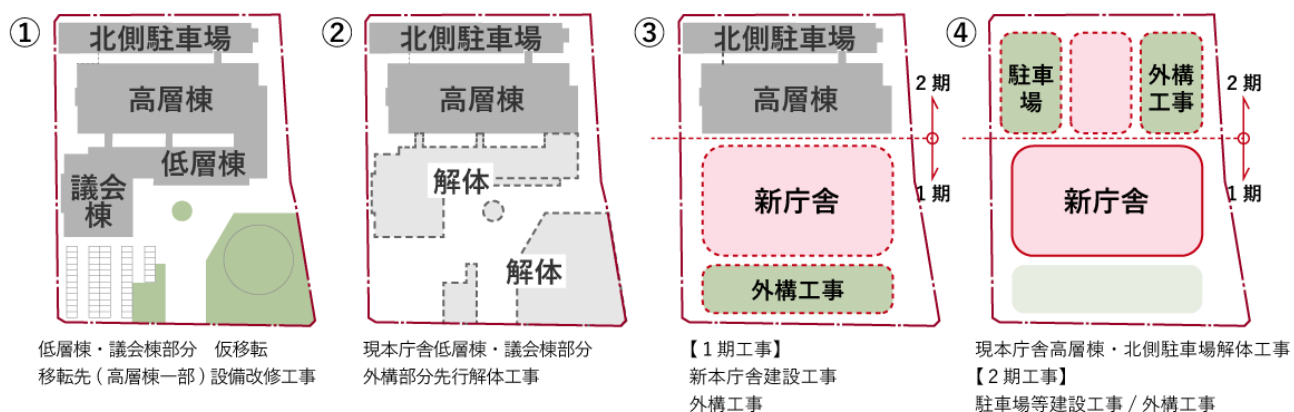 ①
北側駐車場
高層棟
低層棟
議会
棟
低層棟・議会棟部分　仮移転
移転先(高層棟一部)設備改修工事
②
北側駐車場
高層棟
解体
解体
現本庁舎低層棟・議会棟部分
外構部分先行解体工事
③
北側駐車場
高層棟
2期
1期
新庁舎
外構工事
【1期工事】
新本庁舎建設工事
外構工事
④
駐車
場
外構
工事
2期
1期
新庁舎
現本庁舎高層棟・北側駐車場解体工事
【2期工事】
駐車場等建設工事/外構工事